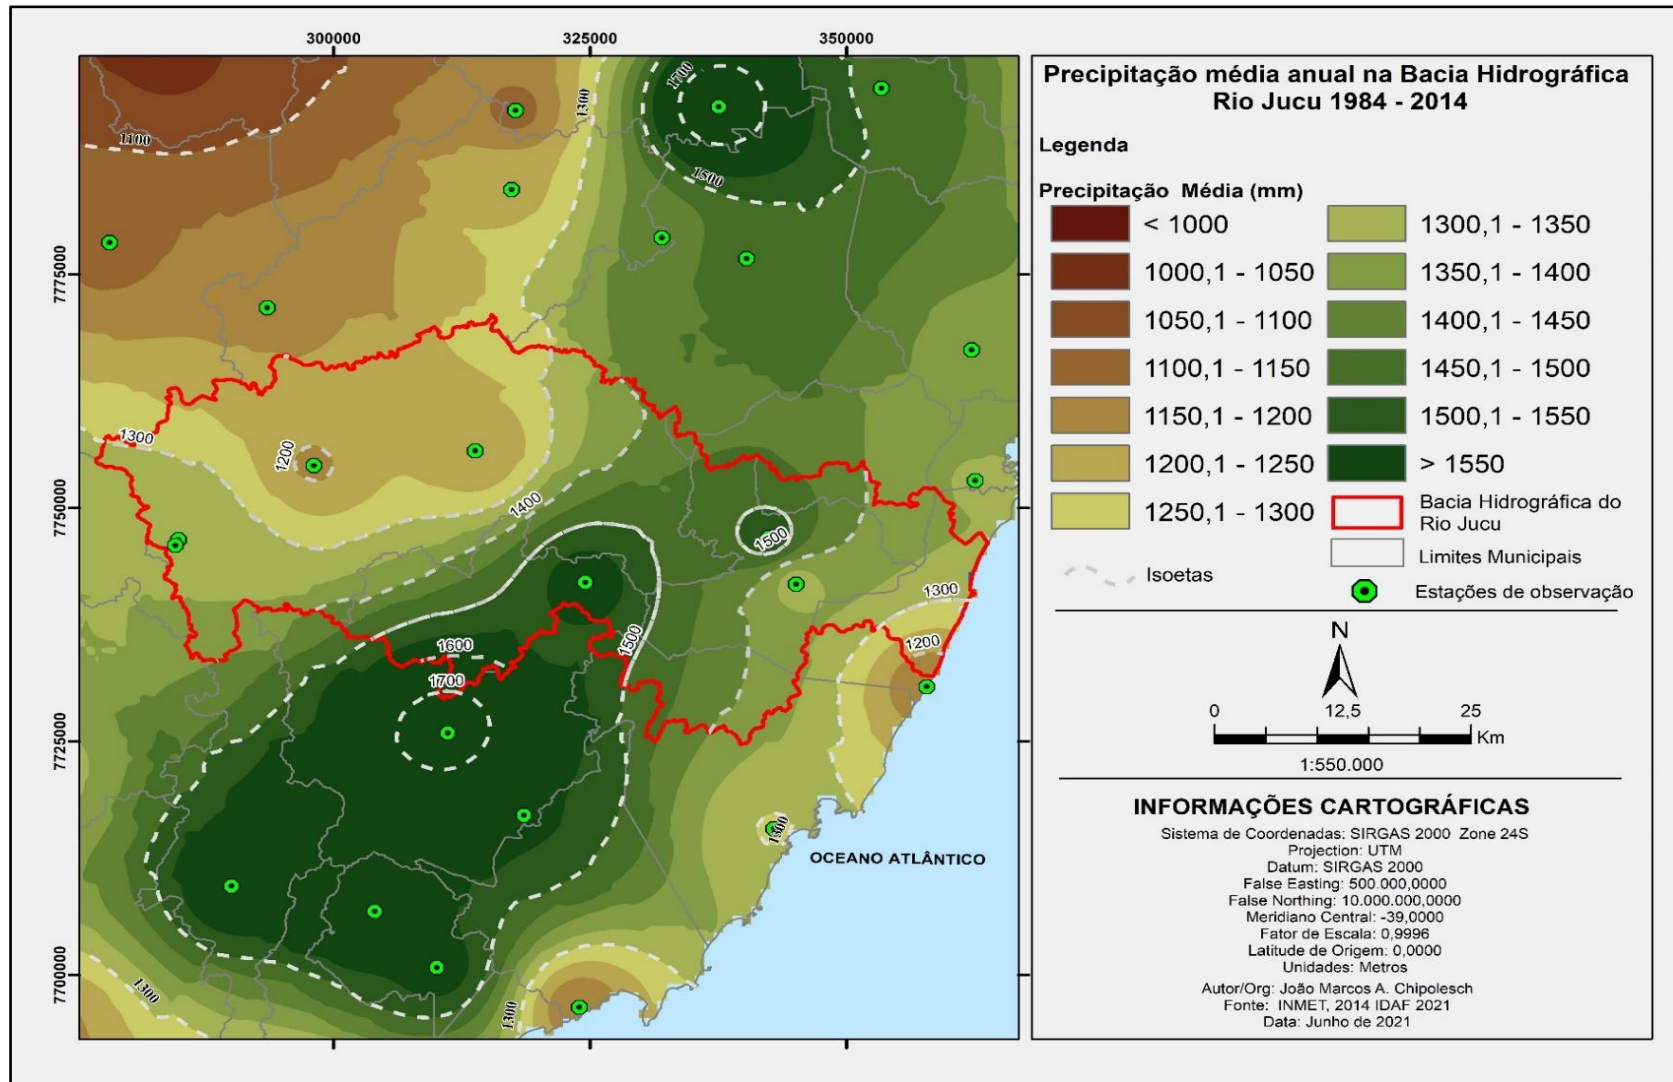 300000
325000
350000
7775000
7750000
7725000
7700000
1100
1300
1700
1500
1300
1200
1400
1500
1500
1600
1700
1300
1200
1300
1300
1300
OCEANO ATLÂNTICO
Precipitação média anual na Bacia Hidrográfica
Rio Jucu 1984 - 2014
Legenda
Precipitação Média (mm)
< 1000
1000,1 - 1050
1050,1 - 1100
1100,1 - 1150
1150,1 - 1200
1200,1 - 1250
1250,1 - 1300
Isoetas
1300,1 - 1350
1350,1 - 1400
1400,1 - 1450
1450,1 - 1500
1500,1 - 1550
> 1550
Bacia Hidrográfica do
Rio Jucu
Limites Municipais
Estações de observação
N
0 12,5 25
Km
1:550.000
INFORMAÇÕES CARTOGRÁFICAS
Sistema de Coordenadas: SIRGAS 2000 Zone 24S
Projection: UTM
Datum: SIRGAS 2000
False Easting: 500.000,0000
False Northing: 10.000.000,0000
Meridiano Central: -39,0000
Fator de Escala: 0,9996
Latitude de Origem: 0,0000
Unidades: Metros
Autor/Org: João Marcos A. Chipolesch
Fonte: INMET, 2014 IDAF 2021
Data: Junho de 2021